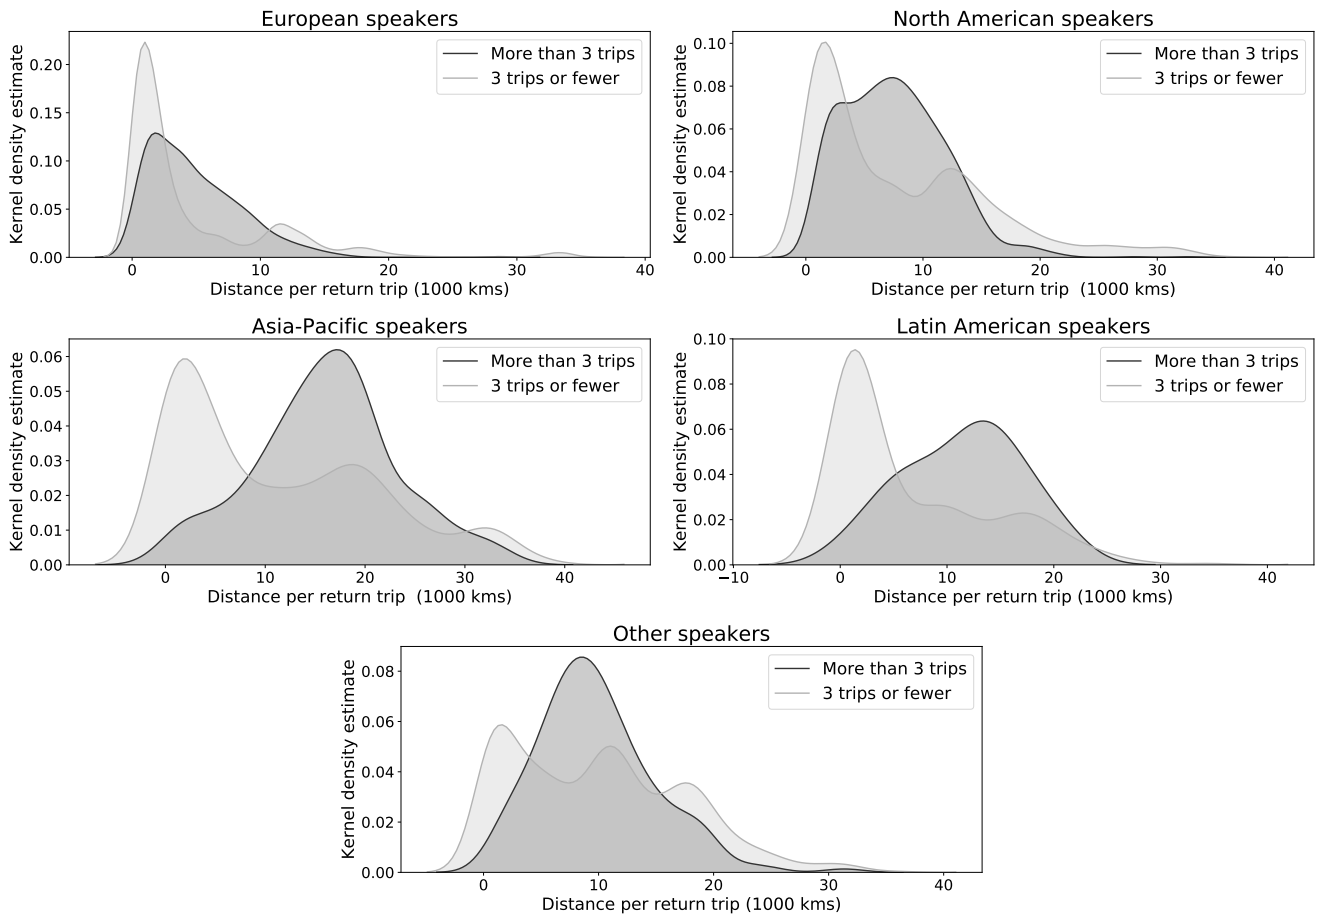 European speakers
Kernel density estimate
0.20
0.15
0.10
0.05
0.00
More than 3 trips
3 trips or fewer
0 10 20 30 40
Distance per return trip (1000 kms)
North American speakers
Kernel density estimate
0.10
0.08
0.06
0.04
0.02
0.00
More than 3 trips
3 trips or fewer
0 10 20 30 40
Distance per return trip (1000 kms)
Asia-Pacific speakers
Kernel density estimate
0.06
0.05
0.04
0.03
0.02
0.01
0.00
More than 3 trips
3 trips or fewer
0 10 20 30 40
Distance per return trip (1000 kms)
Latin American speakers
Kernel density estimate
0.10
0.08
0.06
0.04
0.02
0.00
More than 3 trips
3 trips or fewer
−10 0 10 20 30 40
Distance per return trip (1000 kms)
Other speakers
Kernel density estimate
0.08
0.06
0.04
0.02
0.00
More than 3 trips
3 trips or fewer
0 10 20 30 40
Distance per return trip (1000 kms)